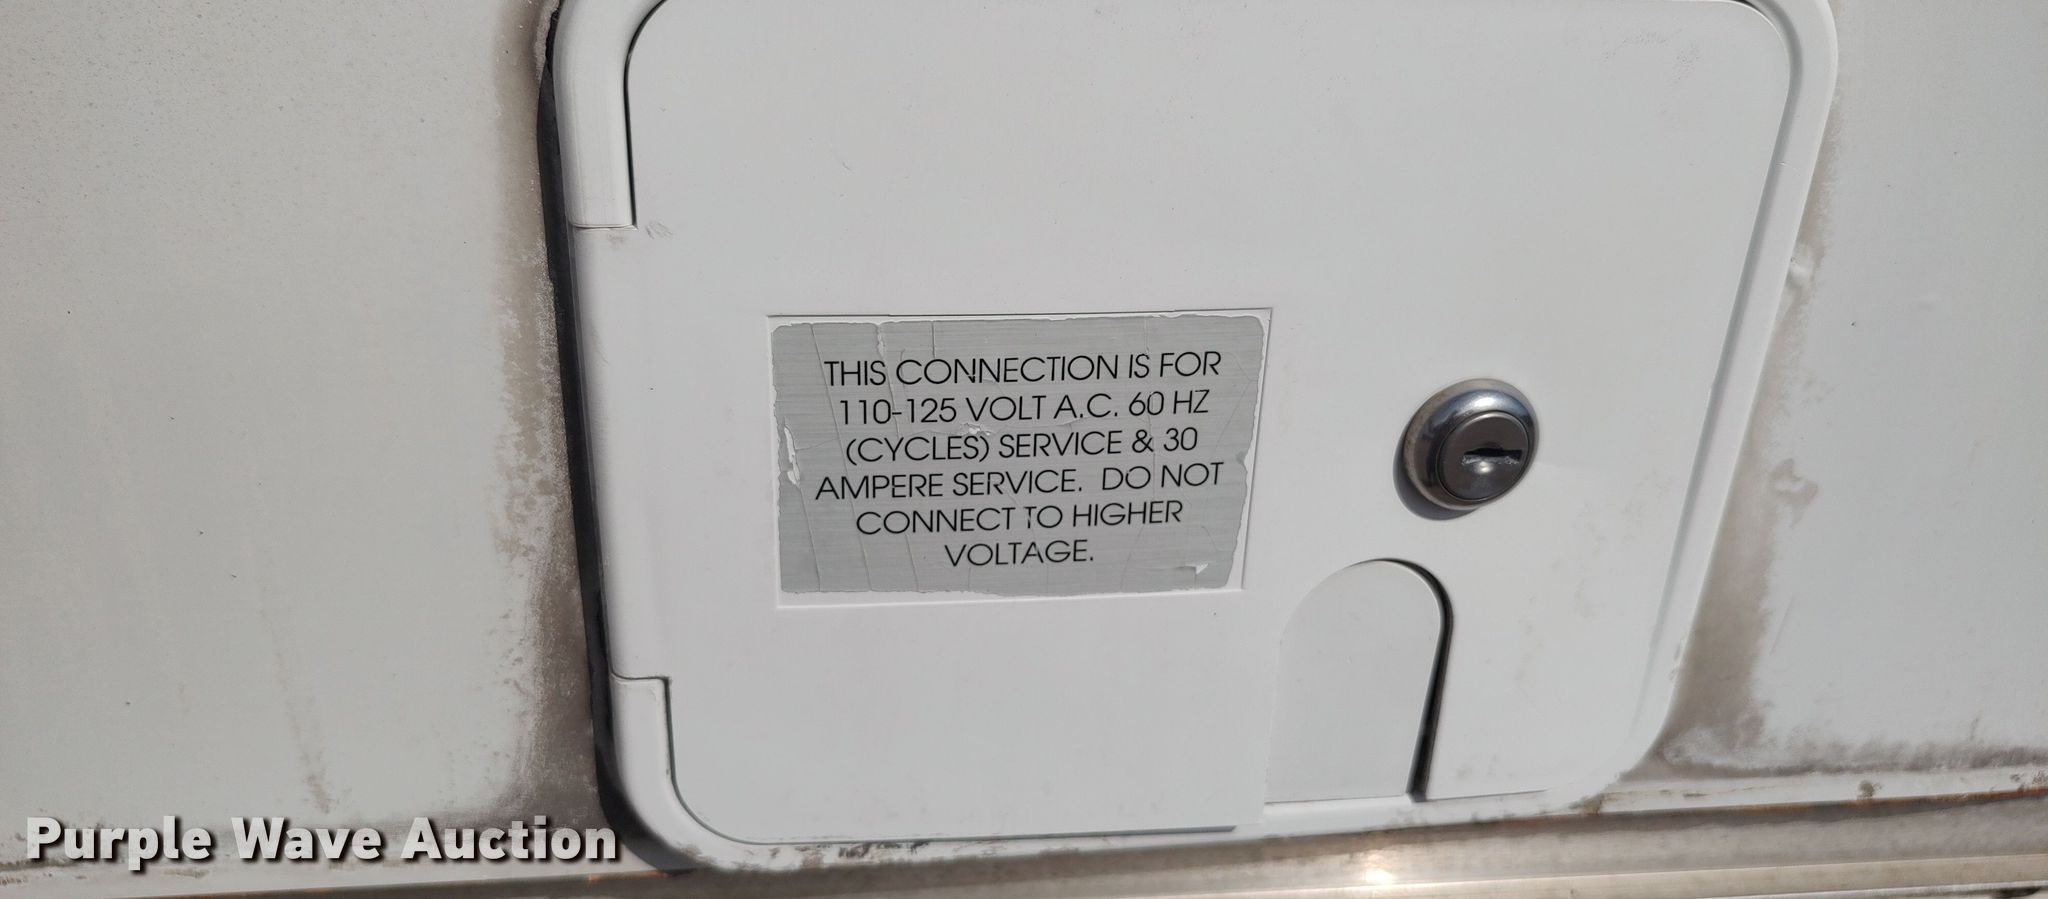 THIS CONNECTION IS FOR
110-125 VOLT A.C. 60 HZ
(CYCLES) SERVICE & 30
AMPERE SERVICE. DO NOT
CONNECT TO HIGHER
VOLTAGE.
Purple Wave Auction